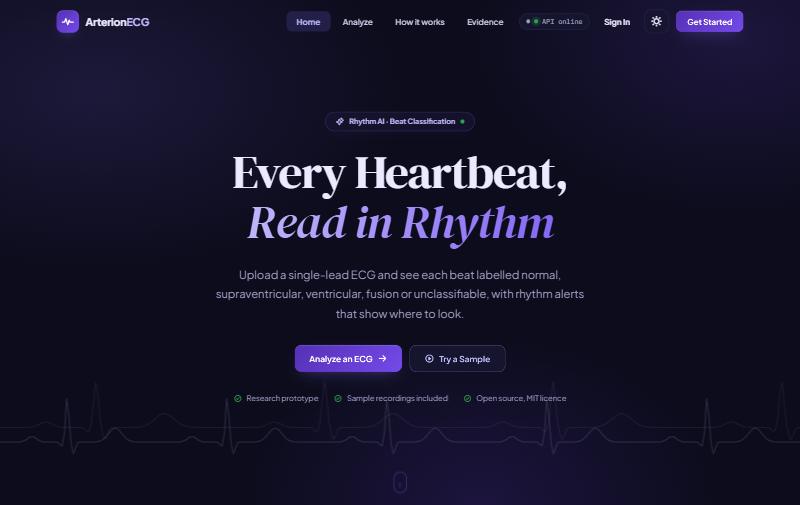 ArterionECG
Home
Analyze
How it works
Evidence
API online
Sign In
Get Started
Rhythm AI · Beat Classification
Every Heartbeat,
Read in Rhythm
Upload a single-lead ECG and see each beat labelled normal,
supraventricular, ventricular, fusion or unclassifiable, with rhythm alerts
that show where to look.
Analyze an ECG
Try a Sample
Research prototype
Sample recordings included
Open source, MIT licence